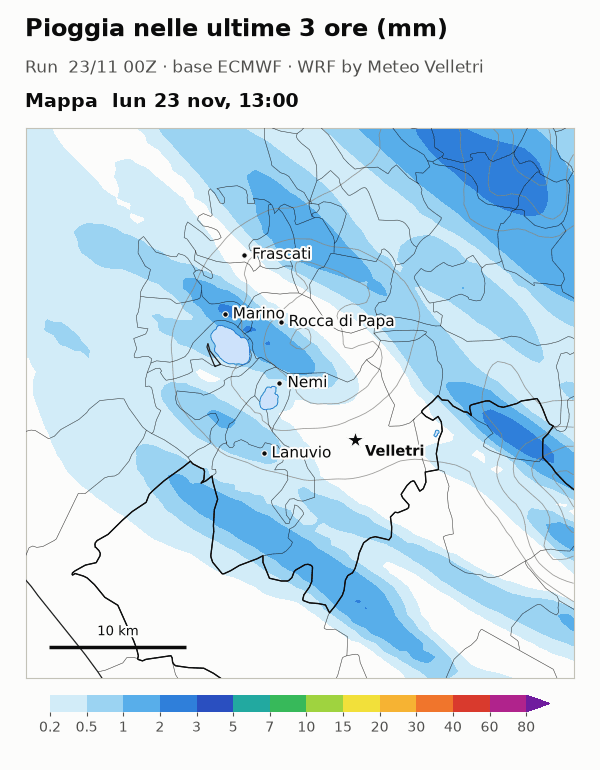 Pioggia nelle ultime 3 ore (mm)
Run  23/11 00Z · base ECMWF · WRF by Meteo Velletri
Mappa  lun 23 nov, 13:00
Frascati
Marino
Rocca di Papa
Nemi
Velletri
Lanuvio
10 km
0.2 0.5 1 2 3 5 7 10 15 20 30 40 60 80